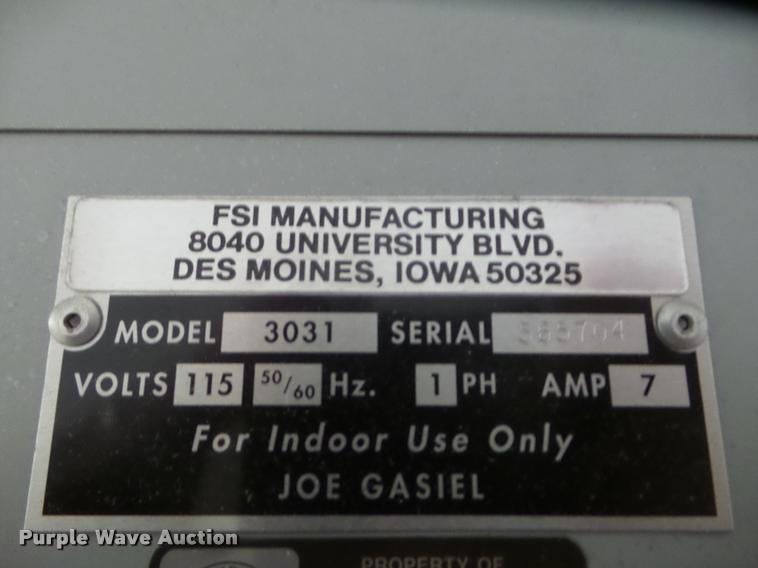 FSI MANUFACTURING
8040 UNIVERSITY BLVD.
DES MOINES, IOWA 50325
MODEL 3031 SERIAL
VOLTS 115 50/60 Hz. 1 PH AMP 7
For Indoor Use Only
JOE GASIEL
Purple Wave Auction
PROPERTY OF